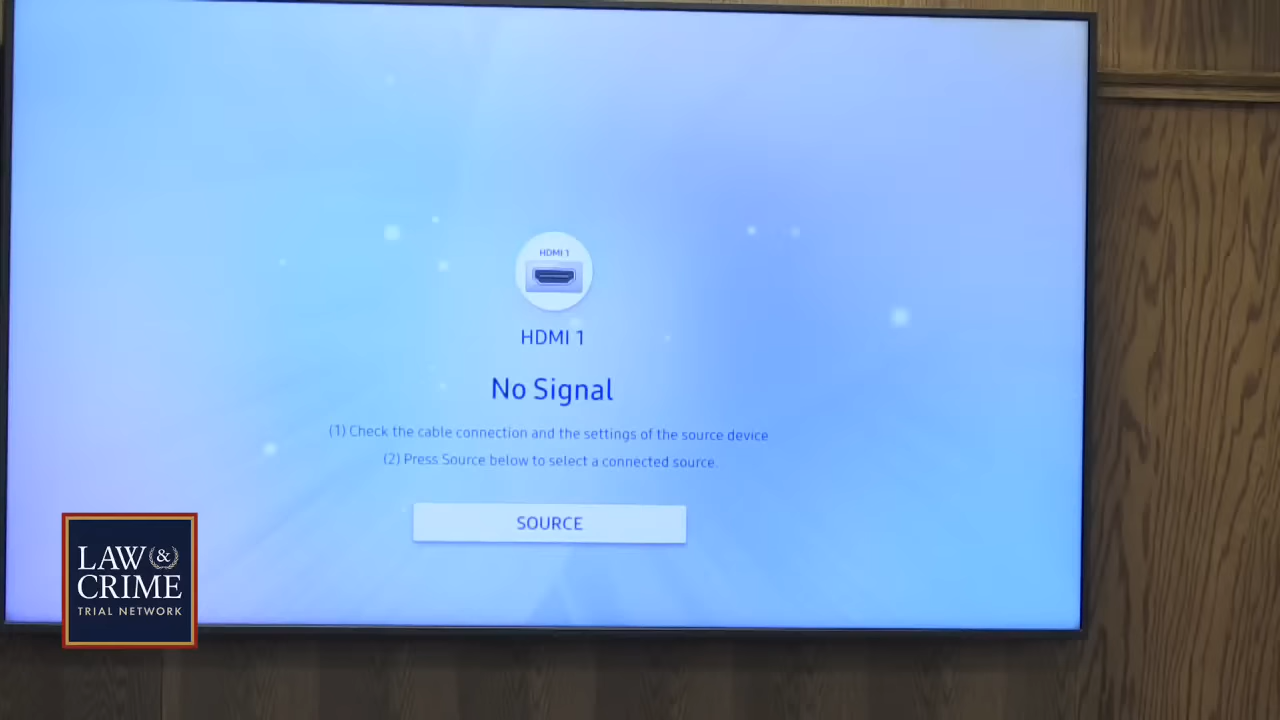 HDMI 1
HDMI 1
No Signal
(1) Check the cable connection and the settings of the source device
(2) Press Source below to select a connected source.
SOURCE
LAW &
CRIME
TRIAL NETWORK